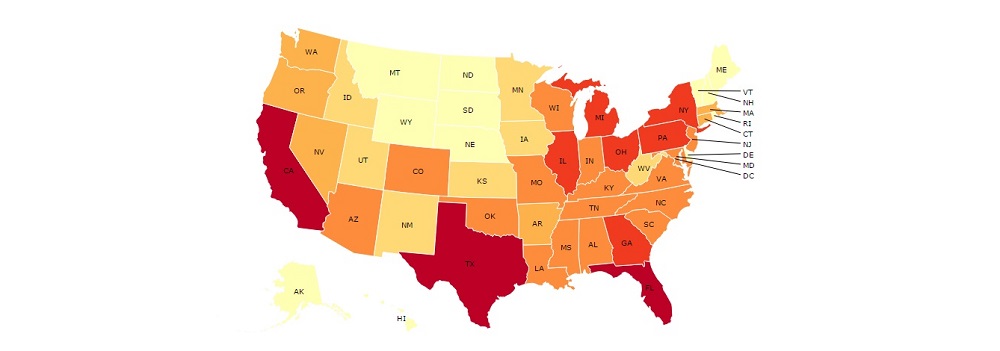 WA
MT
ND
ME
OR
ID
MN
VT
NH
SD
WI
MI
NY
MA
RI
WY
CT
PA
NE
IA
NJ
NV
UT
IL
IN
OH
DE
MD
CA
CO
WV
DC
KS
MO
VA
KY
NC
AZ
OK
TN
NM
AR
SC
MS
AL
GA
TX
LA
FL
AK
HI